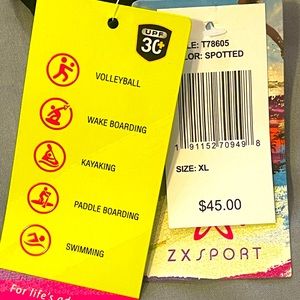 UPF
30+
VOLLEYBALL
WAKE BOARDING
KAYAKING
PADDLE BOARDING
SWIMMING
For life's
LE: T78605
LOR: SPOTTED
1 91152 70949 8
SIZE: XL
$45.00
ZXSPORT